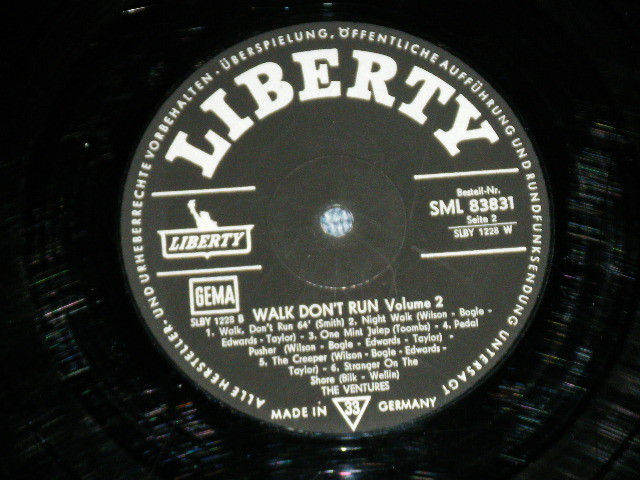 ALLE HERSTELLER- UND URHEBERRECHTE VORBEHALTEN. ÜBERSPIELUNG, ÖFFENTLICHE AUFFÜHRUNG UND RUNDFUNKSENDUNG UNTERSAGT
LIBERTY
Bestell-Nr.
SML 83831
Seite 2
SLBY 1228 W
LIBERTY
GEMA
SLBY 1228 B
WALK DON'T RUN Volume 2
1. Walk, Don't Run 64' (Smith) 2. Night Walk (Wilson - Bogle -
Edwards - Taylor) - 3. One Mint Julep (Toombs) - 4. Pedal
Pusher (Wilson - Bogle - Edwards - Taylor) -
5. The Creeper (Wilson - Bogle - Edwards -
Taylor) - 6. Stranger On The
Shore (Bilk - Wellin)
THE VENTURES
MADE IN 33 GERMANY